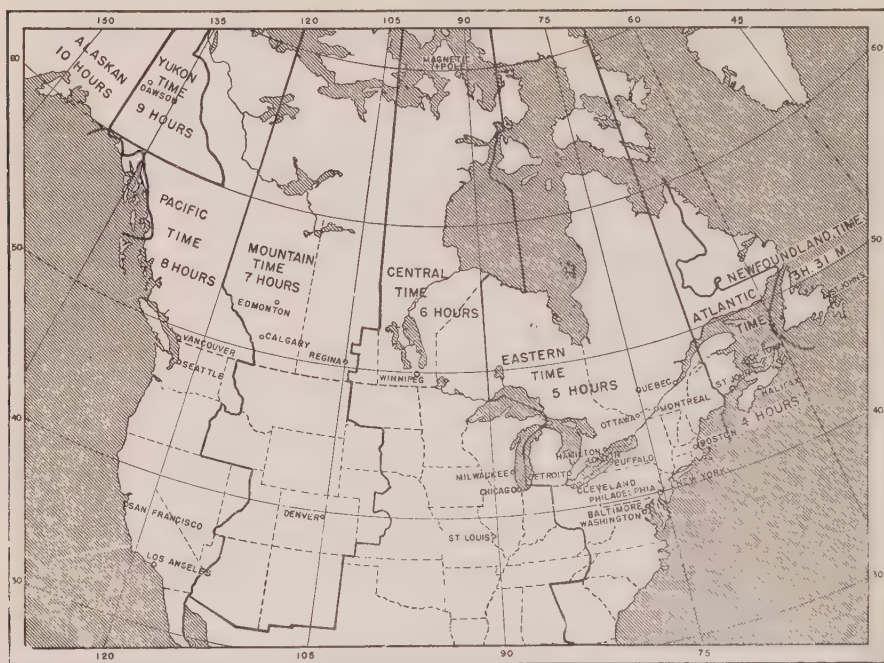 150
135
120
105
90
75
60
45
60
60
50
50
40
40
30
30
120
105
90
75
ALASKAN
10 HOURS
YUKON
TIME
DAWSON
9 HOURS
MAGNETIC
POLE
PACIFIC
TIME
8 HOURS
MOUNTAIN
TIME
7 HOURS
EDMONTON
CALGARY
REGINA
CENTRAL
TIME
6 HOURS
WINNIPEG
EASTERN
TIME
5 HOURS
NEWFOUNDLAND TIME
3H. 31 M.
ST. JOHN'S
ATLANTIC
TIME
4 HOURS
HALIFAX
VANCOUVER
SEATTLE
QUEBEC
MONTREAL
OTTAWA
BOSTON
HAMILTON
LONDON
BUFFALO
MILWAUKEE
DETROIT
CHICAGO
CLEVELAND
NEW YORK
PHILADELPHIA
BALTIMORE
WASHINGTON
SAN FRANCISCO
DENVER
ST LOUIS
LOS ANGELES